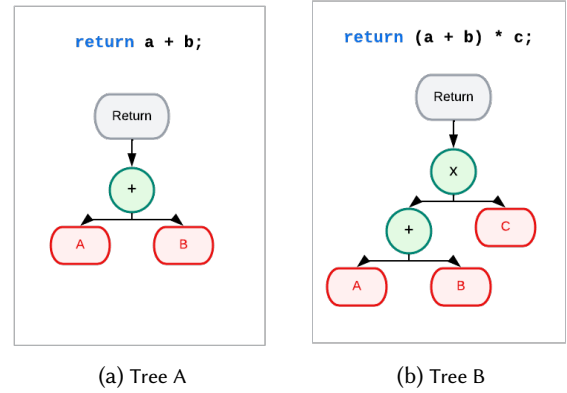 return a + b;
Return
+
A
B
(a) Tree A
return (a + b) * c;
Return
x
+
C
A
B
(b) Tree B